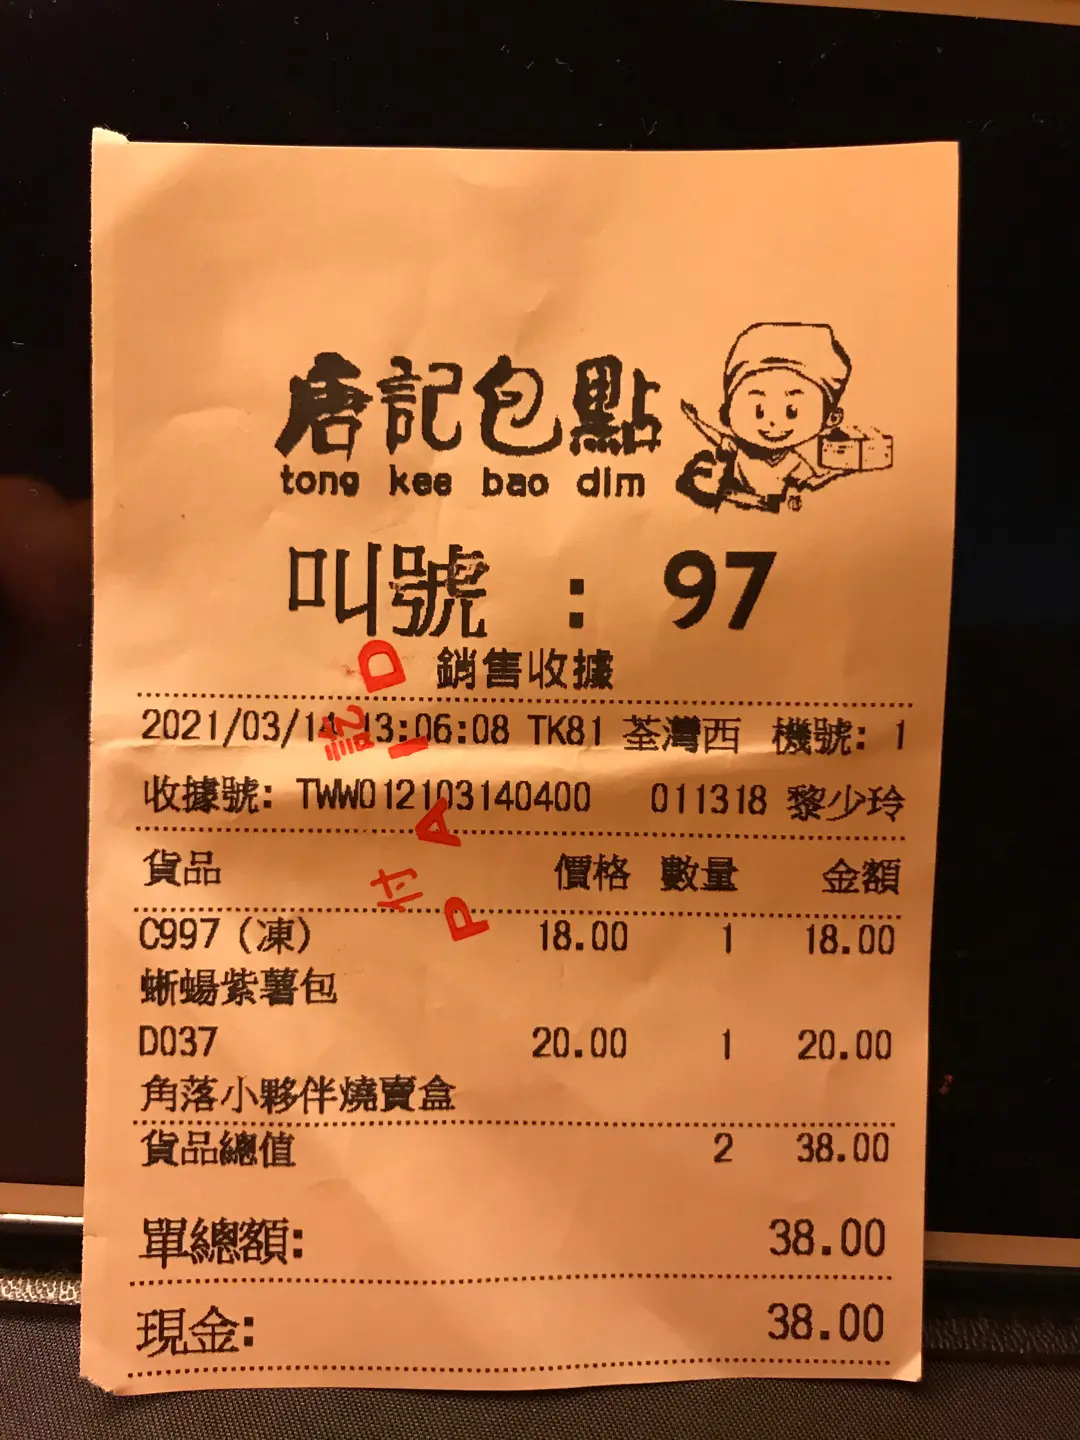 唐記包點
tong kee bao dim
叫號 : 97
銷售收據
2021/03/14 13:06:08 TK81 荃灣西 機號: 1
收據號: TWW012103140400 011318 黎少玲
貨品 價格 數量 金額
C997 (凍) 18.00 1 18.00
蜥蝪紫薯包
D037 20.00 1 20.00
角落小夥伴燒賣盒
貨品總值 2 38.00
單總額: 38.00
現金: 38.00
付訖
PAID